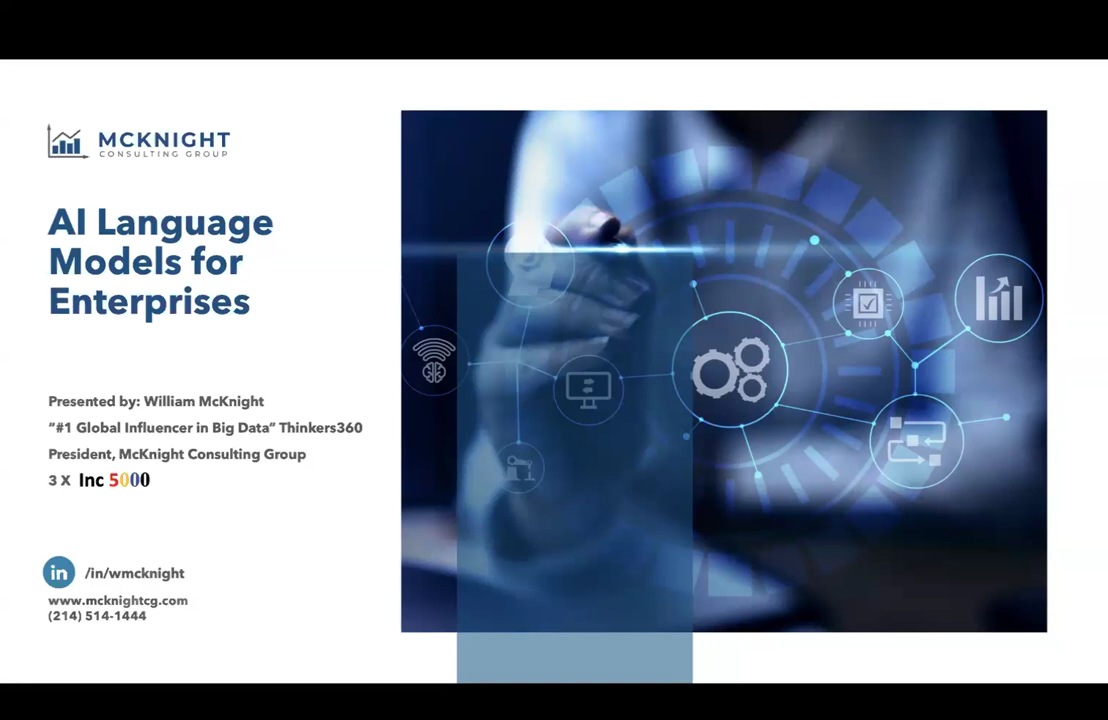 MCKNIGHT
CONSULTING GROUP
AI Language
Models for
Enterprises
Presented by: William McKnight
“#1 Global Influencer in Big Data” Thinkers360
President, McKnight Consulting Group
3 X Inc 5000
in /in/wmcknight
www.mcknightcg.com
(214) 514-1444